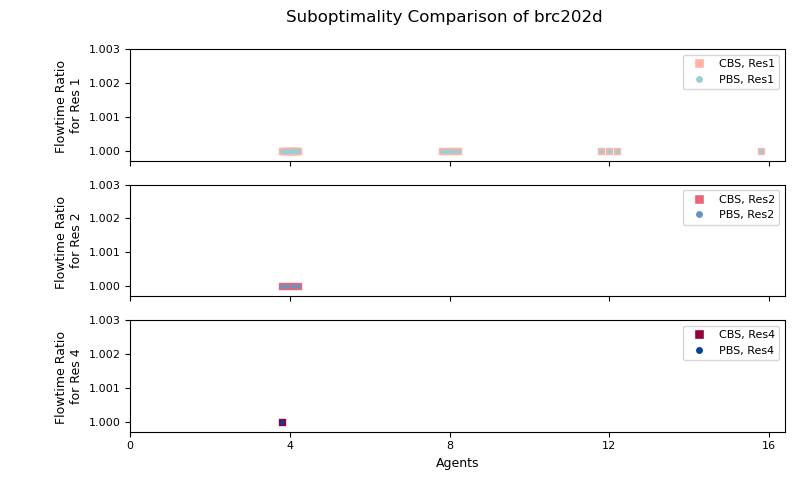 Suboptimality Comparison of brc202d
Flowtime Ratio
for Res 1
1.003
1.002
1.001
1.000
CBS, Res1
PBS, Res1
Flowtime Ratio
for Res 2
1.003
1.002
1.001
1.000
CBS, Res2
PBS, Res2
Flowtime Ratio
for Res 4
1.003
1.002
1.001
1.000
CBS, Res4
PBS, Res4
0 4 8 12 16
Agents